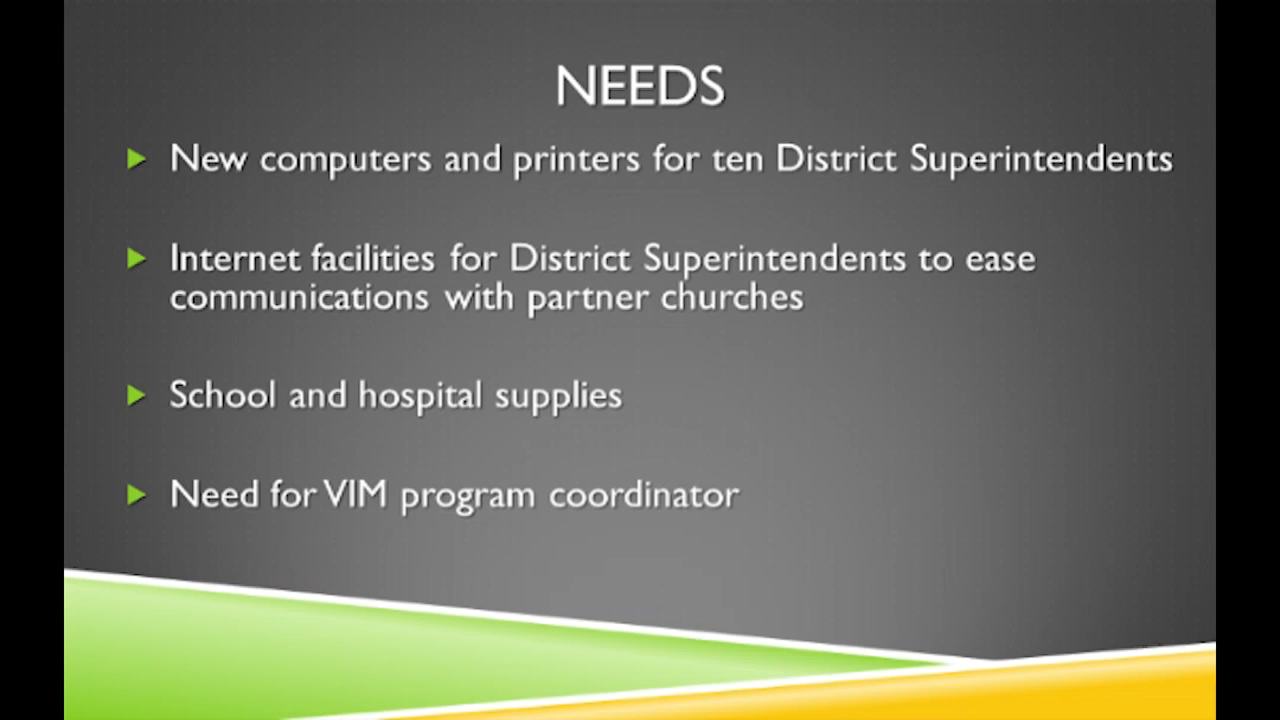 NEEDS
New computers and printers for ten District Superintendents
Internet facilities for District Superintendents to ease
communications with partner churches
School and hospital supplies
Need for VIM program coordinator